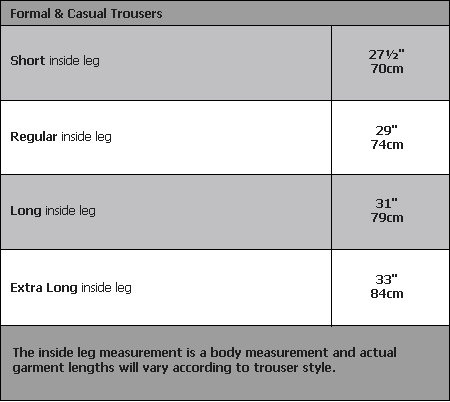 Formal & Casual Trousers
Short inside leg
27½"
70cm
Regular inside leg
29"
74cm
Long inside leg
31"
79cm
Extra Long inside leg
33"
84cm
The inside leg measurement is a body measurement and actual
garment lengths will vary according to trouser style.